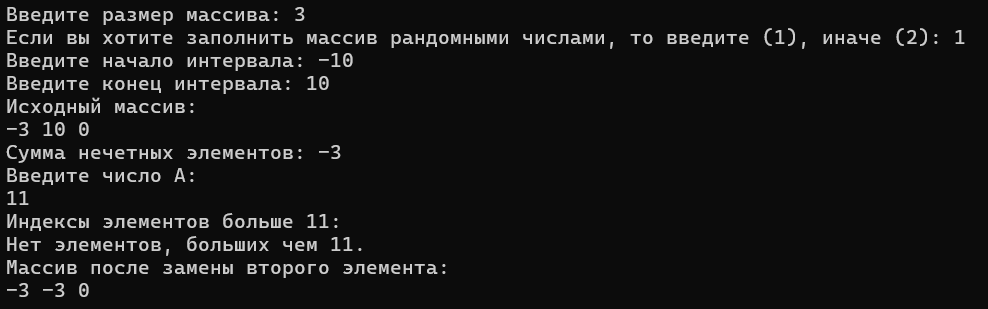 Введите размер массива: 3
Если вы хотите заполнить массив рандомными числами, то введите (1), иначе (2): 1
Введите начало интервала: -10
Введите конец интервала: 10
Исходный массив:
-3 10 0
Сумма нечетных элементов: -3
Введите число A:
11
Индексы элементов больше 11:
Нет элементов, больших чем 11.
Массив после замены второго элемента:
-3 -3 0